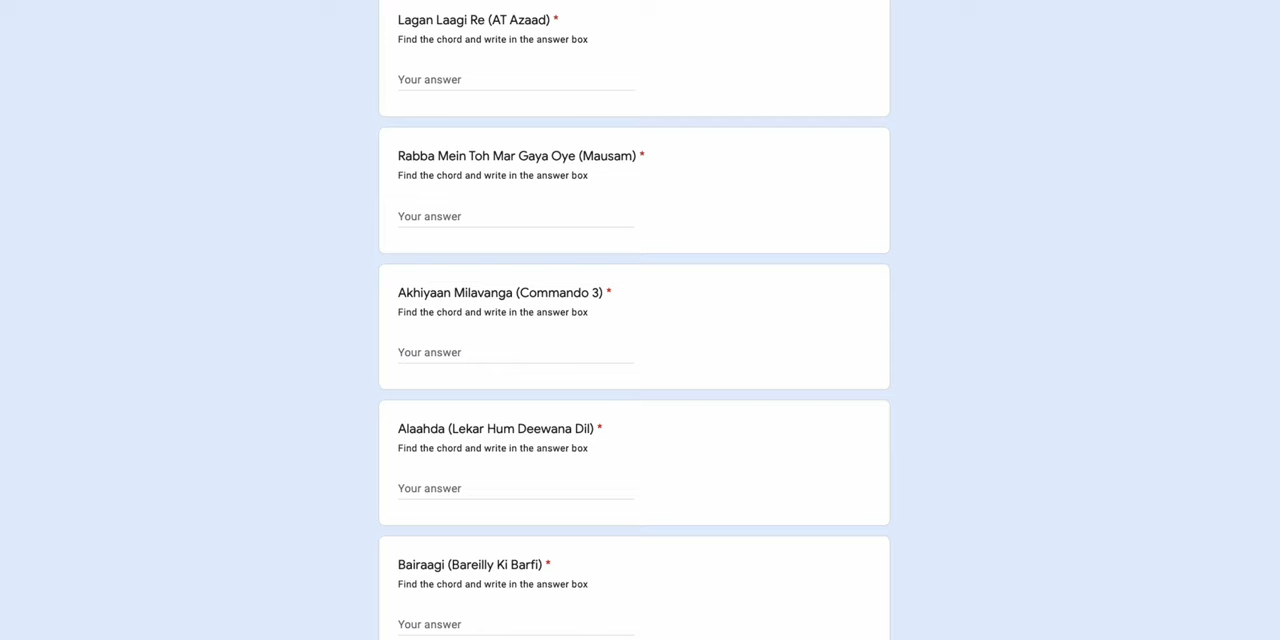 Lagan Laagi Re (AT Azaad) *
Find the chord and write in the answer box
Your answer
Rabba Mein Toh Mar Gaya Oye (Mausam) *
Find the chord and write in the answer box
Your answer
Akhiyaan Milavanga (Commando 3) *
Find the chord and write in the answer box
Your answer
Alaahda (Lekar Hum Deewana Dil) *
Find the chord and write in the answer box
Your answer
Bairaagi (Bareilly Ki Barfi) *
Find the chord and write in the answer box
Your answer